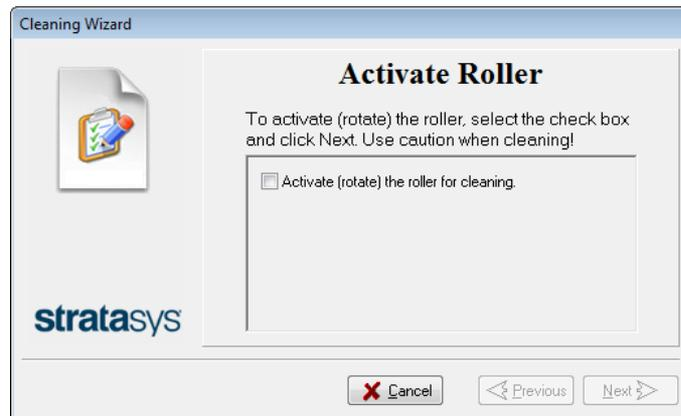 Cleaning Wizard
Activate Roller
To activate (rotate) the roller, select the check box
and click Next. Use caution when cleaning!
Activate (rotate) the roller for cleaning.
stratasys
Cancel
Previous
Next